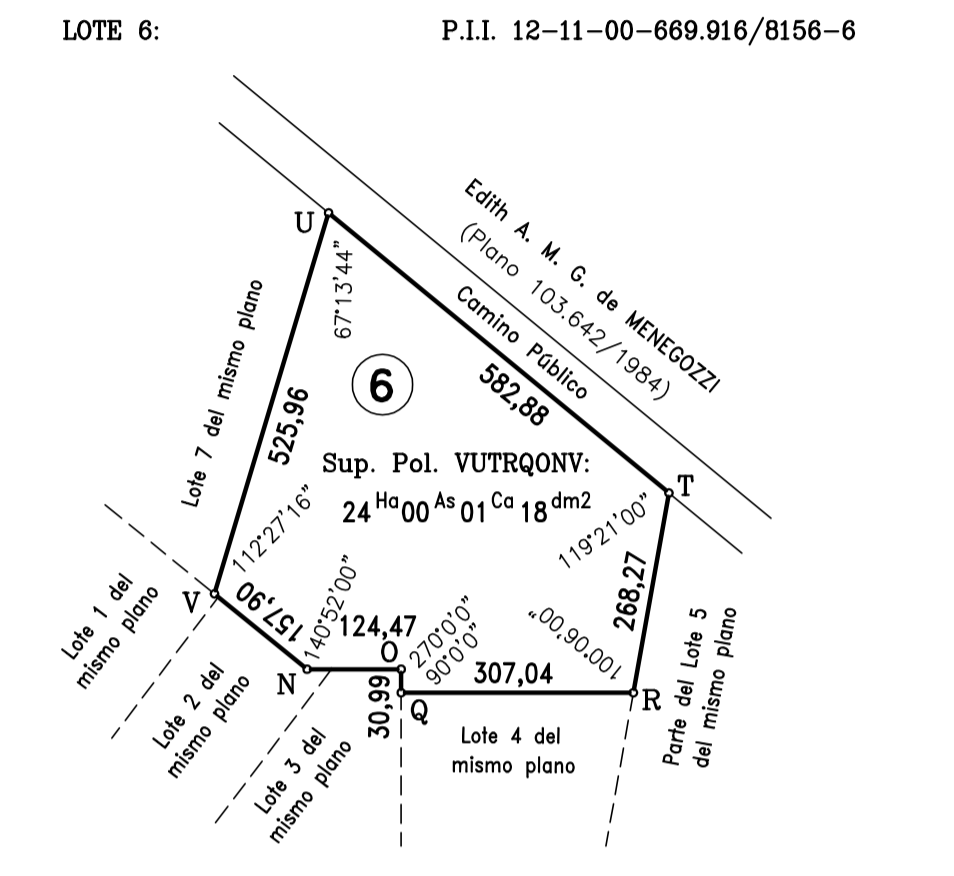 LOTE 6:
P.I.I. 12-11-00-669.916/8156-6
Edith A. M. G. de MENEGOZZI
(Plano 103.642/1984)
Camino Público
U
67°13'44"
Lote 7 del mismo plano
525,96
6
582,88
Sup. Pol. VUTRQONV:
24 Ha 00 As 01 Ca 18 dm2
T
119°21'00"
112°27'16"
V
157,90
140°52'00"
124,47
O
270°0'0"
90°0'0"
268,27
100°06'00"
307,04
N
30,99
Q
R
Lote 1 del
mismo plano
Lote 2 del
mismo plano
Lote 3 del
mismo plano
Lote 4 del
mismo plano
Parte del Lote 5
del mismo plano